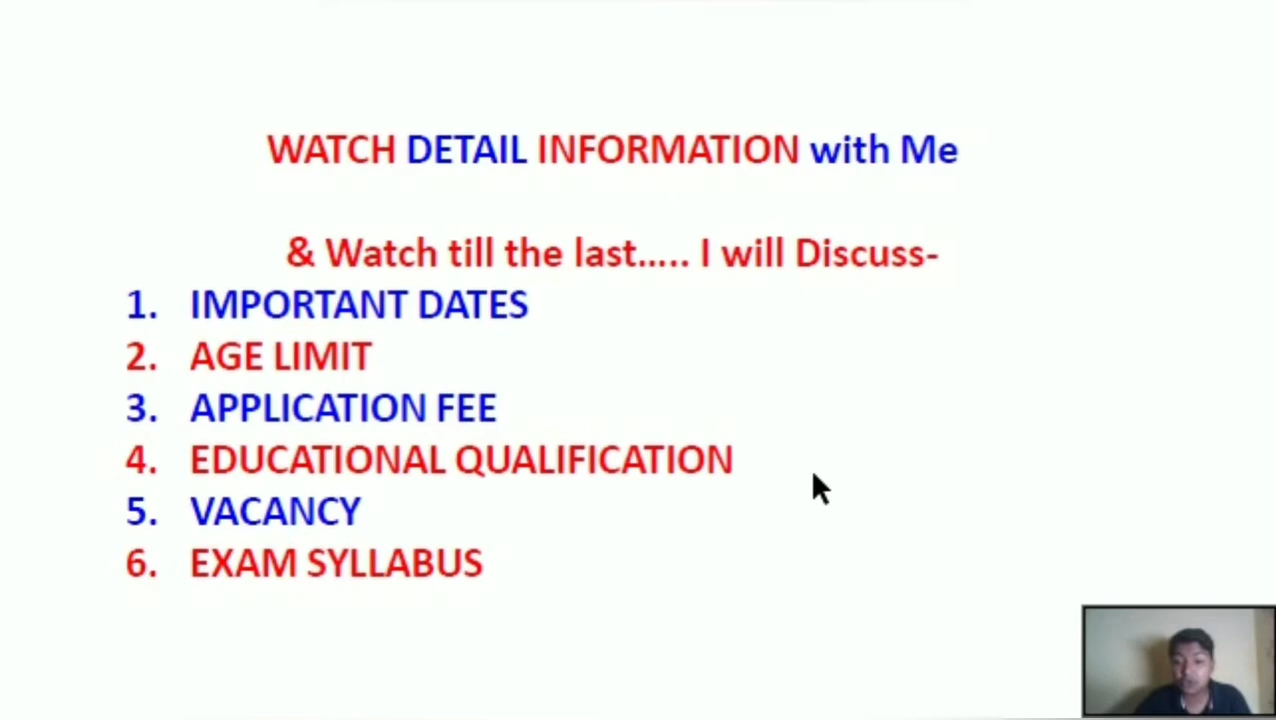 WATCH DETAIL INFORMATION with Me
& Watch till the last..... I will Discuss-
1. IMPORTANT DATES
2. AGE LIMIT
3. APPLICATION FEE
4. EDUCATIONAL QUALIFICATION
5. VACANCY
6. EXAM SYLLABUS